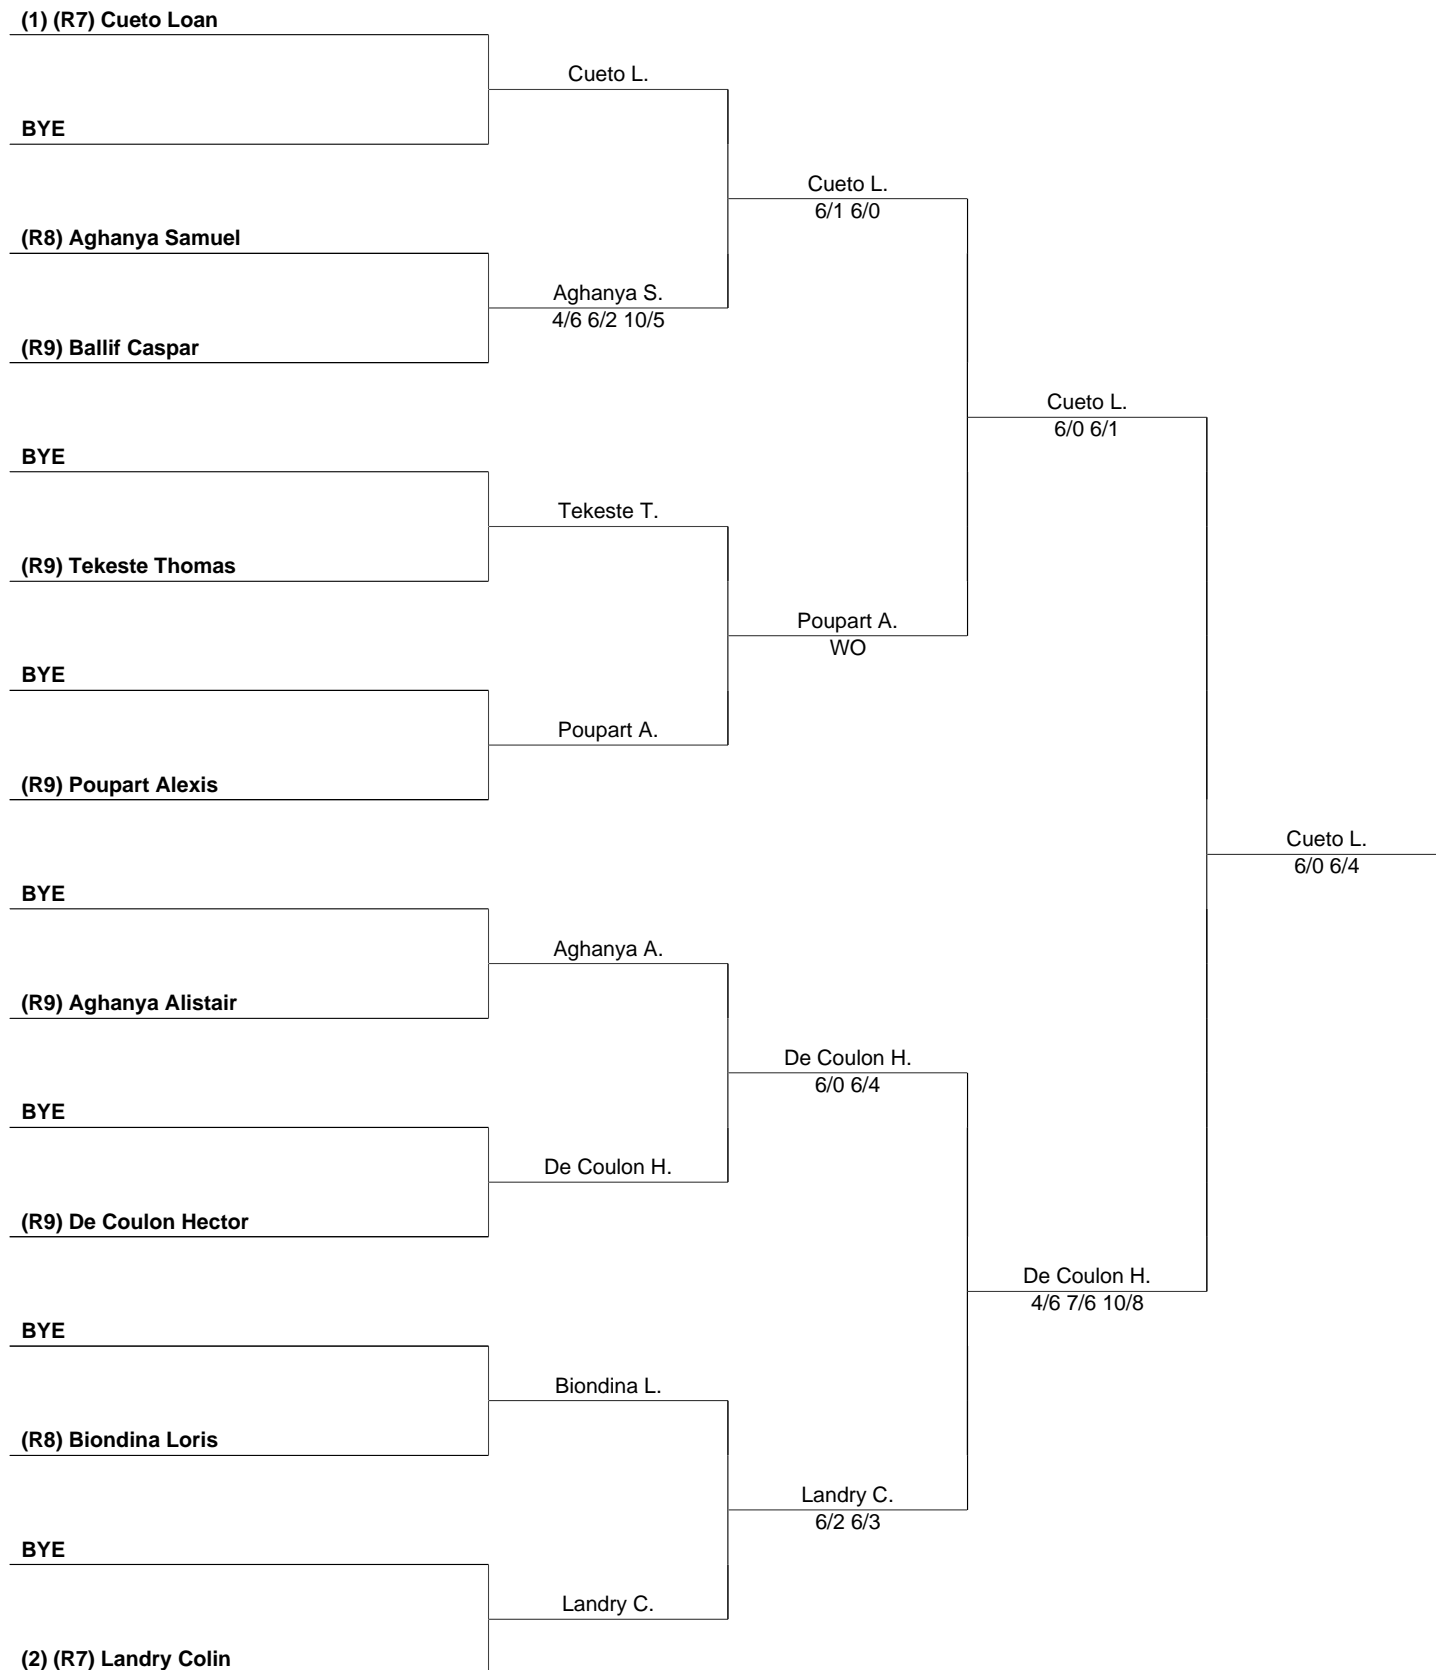 (1) (R7) Cueto Loan
Cueto L.
BYE
Cueto L.
6/1 6/0
(R8) Aghanya Samuel
Aghanya S.
4/6 6/2 10/5
(R9) Ballif Caspar
Cueto L.
6/0 6/1
BYE
Tekeste T.
(R9) Tekeste Thomas
Poupart A.
WO
BYE
Poupart A.
(R9) Poupart Alexis
Cueto L.
6/0 6/4
BYE
Aghanya A.
(R9) Aghanya Alistair
De Coulon H.
6/0 6/4
BYE
De Coulon H.
(R9) De Coulon Hector
De Coulon H.
4/6 7/6 10/8
BYE
Biondina L.
(R8) Biondina Loris
Landry C.
6/2 6/3
BYE
Landry C.
(2) (R7) Landry Colin